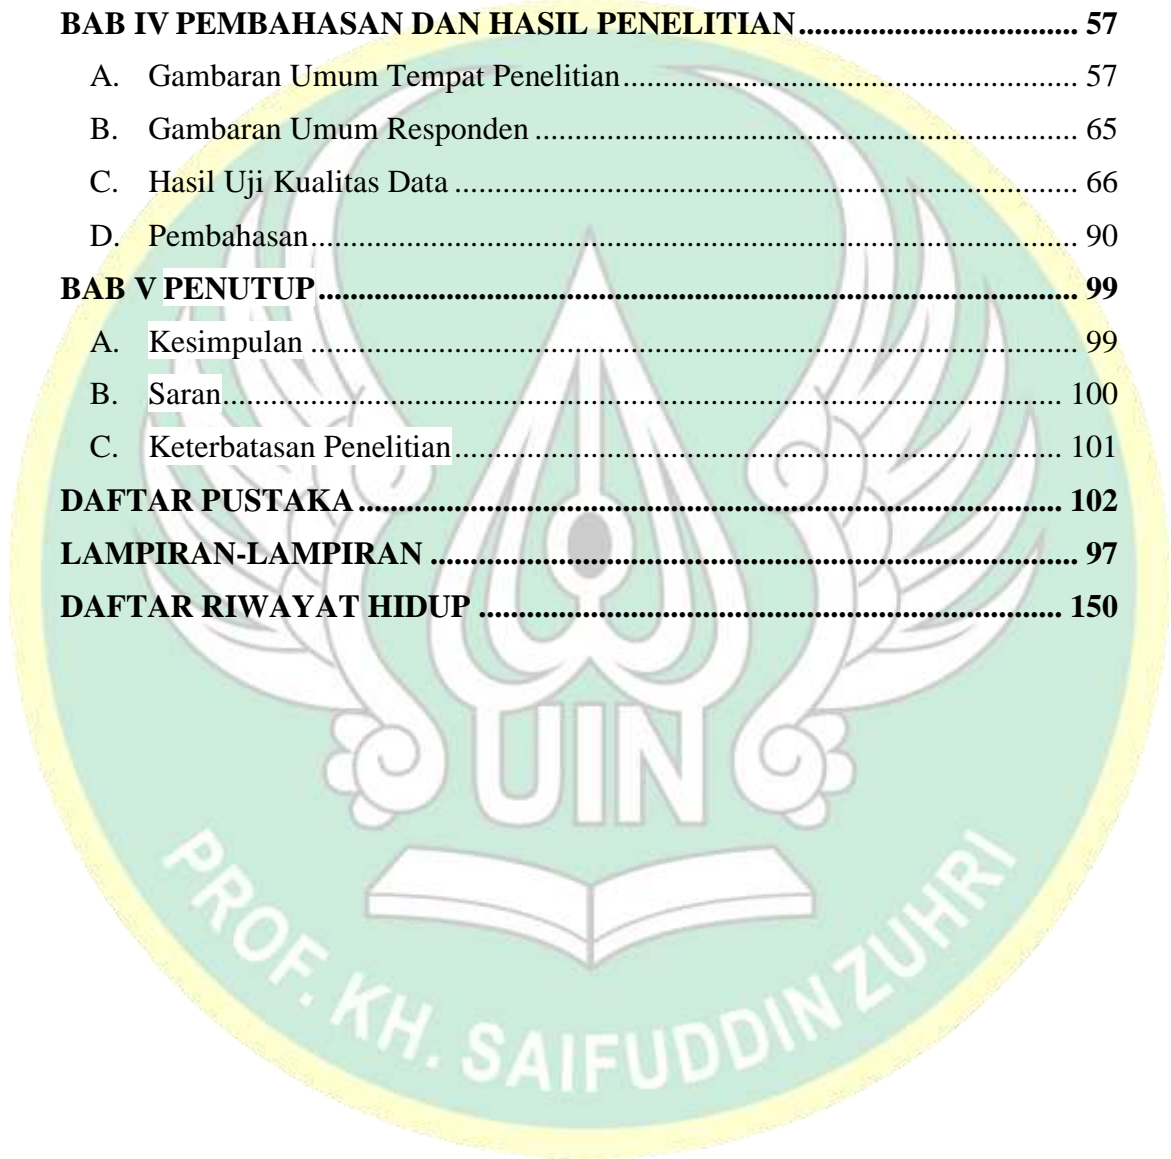 BAB IV PEMBAHASAN DAN HASIL PENELITIAN.................................. 57
A. Gambaran Umum Tempat Penelitian....................................................... 57
B. Gambaran Umum Responden .................................................................. 65
C. Hasil Uji Kualitas Data ............................................................................ 66
D. Pembahasan.............................................................................................. 90
BAB V PENUTUP............................................................................................ 99
A. Kesimpulan .............................................................................................. 99
B. Saran...................................................................................................... 100
C. Keterbatasan Penelitian.......................................................................... 101
DAFTAR PUSTAKA...................................................................................... 102
LAMPIRAN-LAMPIRAN ............................................................................... 97
DAFTAR RIWAYAT HIDUP ....................................................................... 150
UIN
PROF. KH. SAIFUDDIN ZUHRI